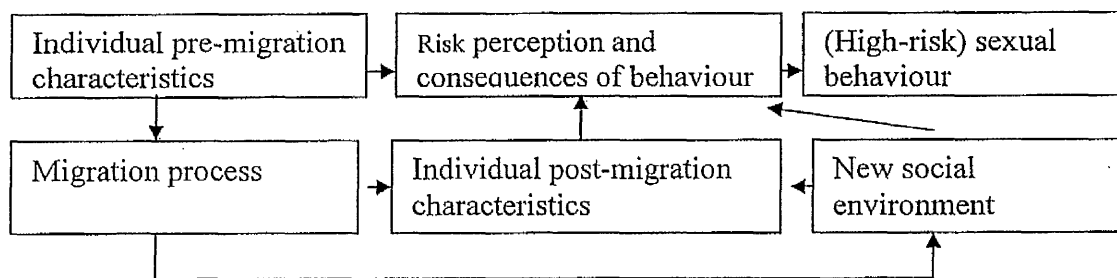 Individual pre-migration
characteristics
Risk perception and
consequences of behaviour
(High-risk) sexual
behaviour
Migration process
Individual post-migration
characteristics
New social
environment